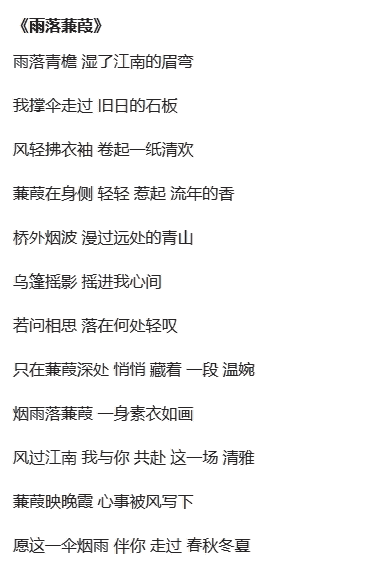 《雨落蒹葭》
雨落青檐 湿了江南的眉弯
我撑伞走过 旧日的石板
风轻拂衣袖 卷起一纸清欢
蒹葭在身侧 轻轻 惹起 流年的香
桥外烟波 漫过远处的青山
乌篷摇影 摇进我心间
若问相思 落在何处轻叹
只在蒹葭深处 悄悄 藏着 一段 温婉
烟雨落蒹葭 一身素衣如画
风过江南 我与你 共赴 这一场 清雅
蒹葭映晚霞 心事被风写下
愿这一伞烟雨 伴你 走过 春秋冬夏